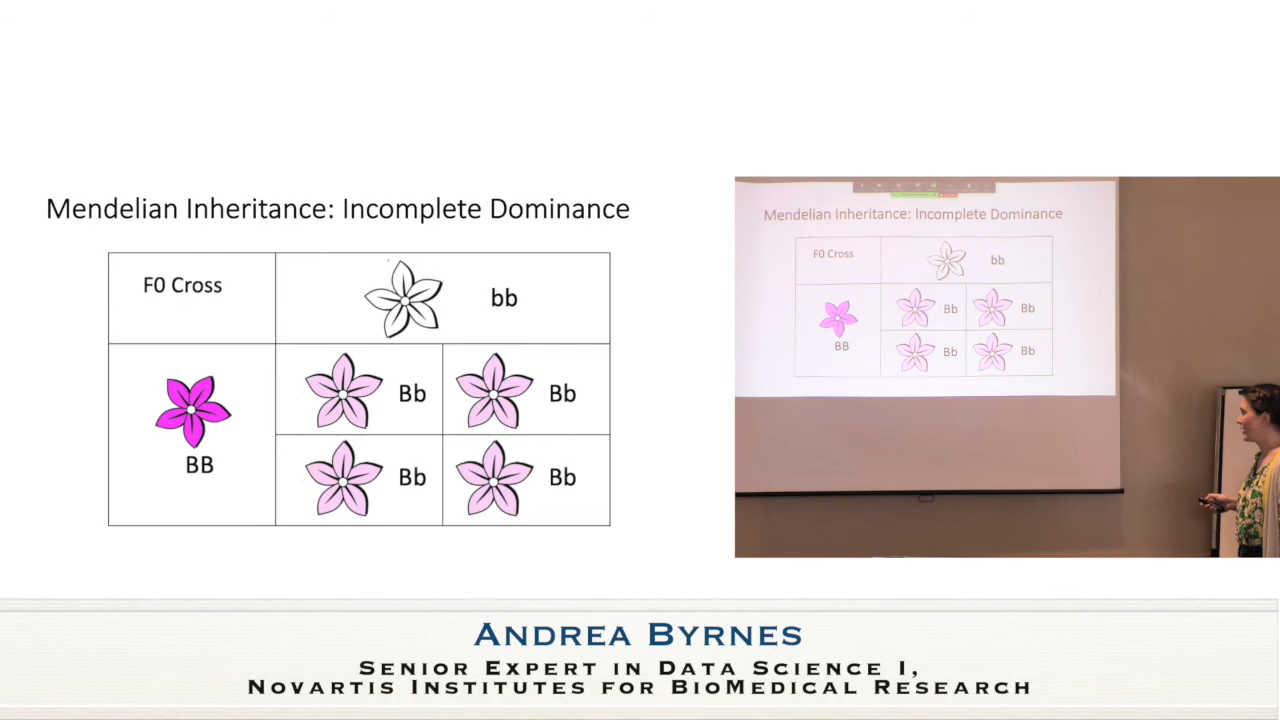 Mendelian Inheritance: Incomplete Dominance
F0 Cross
bb
BB
Bb
Bb
Bb
Bb
Mendelian Inheritance: Incomplete Dominance
F0 Cross
bb
BB
Bb
Bb
Bb
Bb
Andrea Byrnes
Senior Expert in Data Science I,
Novartis Institutes for BioMedical Research